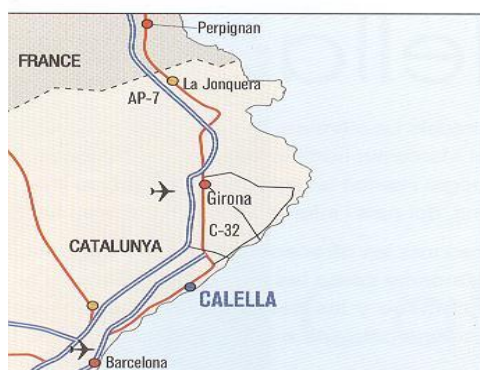 Perpignan
FRANCE
La Jonquera
AP-7
Girona
C-32
CATALUNYA
CALELLA
Barcelona